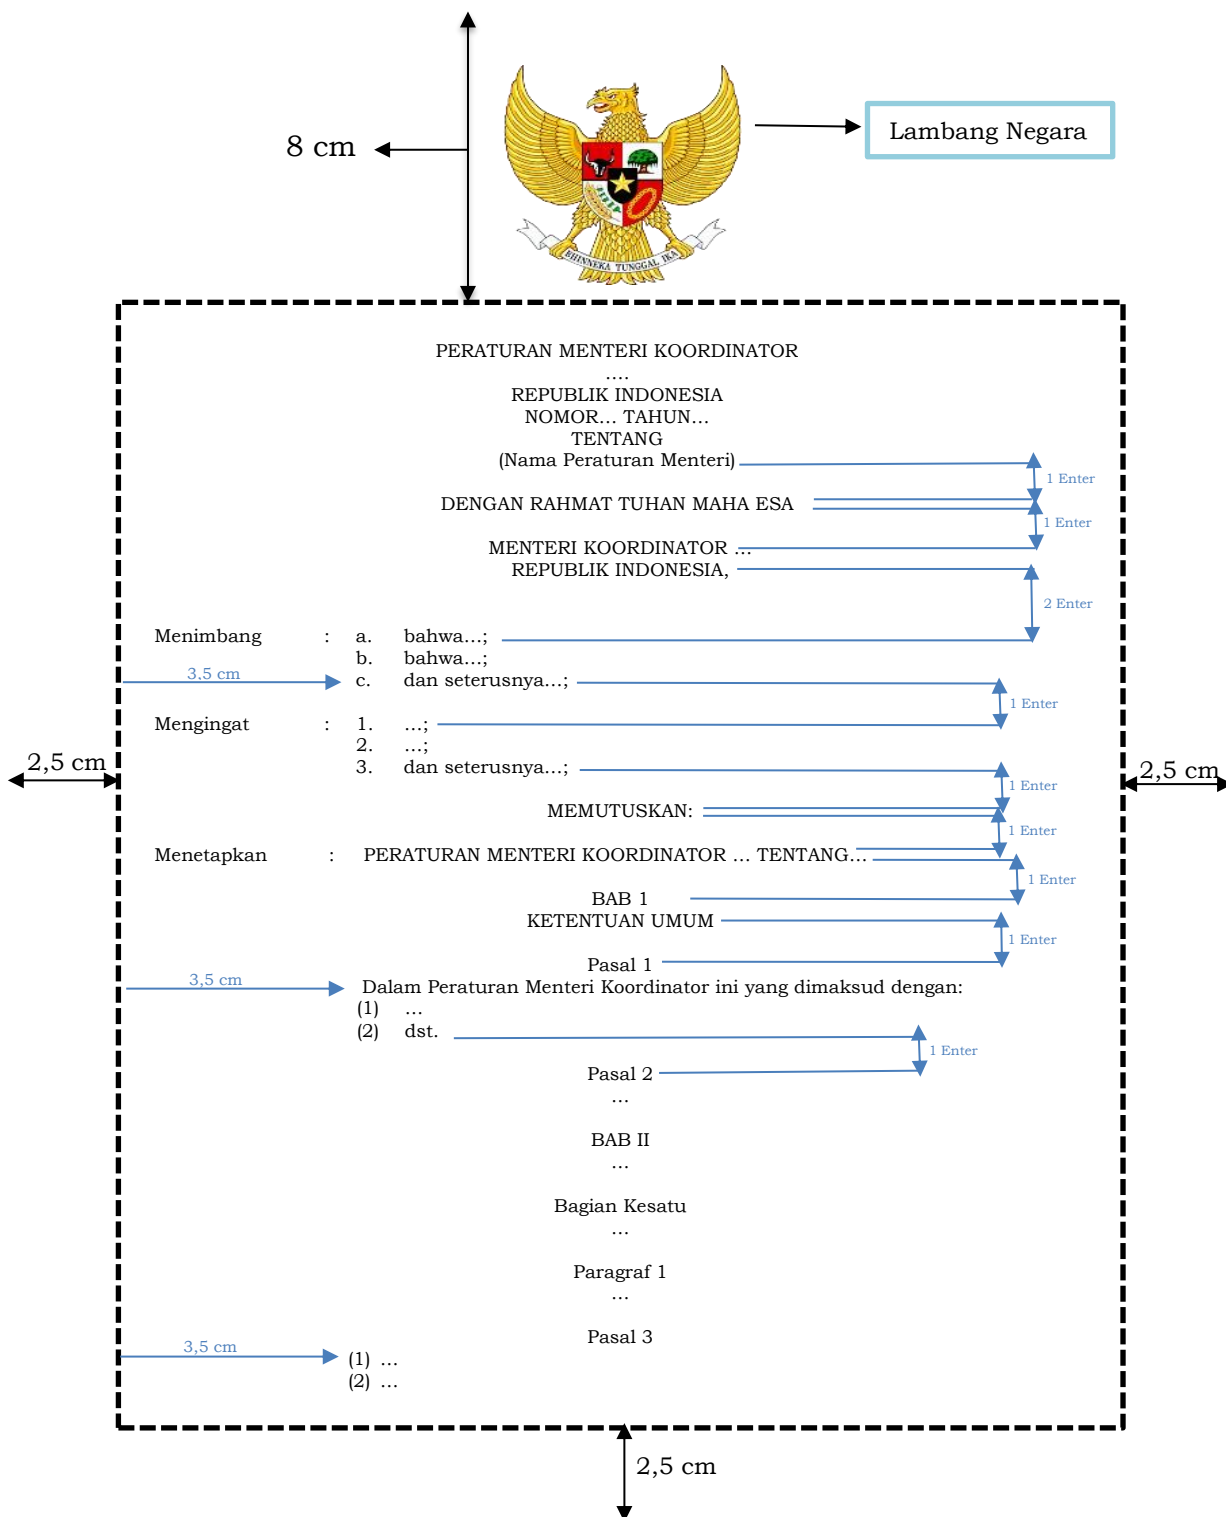 8 cm
Lambang Negara
BHINNEKA TUNGGAL IKA
PERATURAN MENTERI KOORDINATOR
....
REPUBLIK INDONESIA
NOMOR... TAHUN...
TENTANG
(Nama Peraturan Menteri)
1 Enter
DENGAN RAHMAT TUHAN MAHA ESA
1 Enter
MENTERI KOORDINATOR ...
REPUBLIK INDONESIA,
2 Enter
Menimbang : a. bahwa...;
b. bahwa...;
3,5 cm c. dan seterusnya...;
1 Enter
Mengingat : 1. ...;
2. ...;
3. dan seterusnya...;
2,5 cm
2,5 cm
1 Enter
MEMUTUSKAN:
1 Enter
Menetapkan : PERATURAN MENTERI KOORDINATOR ... TENTANG...
1 Enter
BAB 1
KETENTUAN UMUM
1 Enter
Pasal 1
3,5 cm Dalam Peraturan Menteri Koordinator ini yang dimaksud dengan:
(1) ...
(2) dst.
1 Enter
Pasal 2
...
BAB II
...
Bagian Kesatu
...
Paragraf 1
...
Pasal 3
3,5 cm (1) ...
(2) ...
2,5 cm